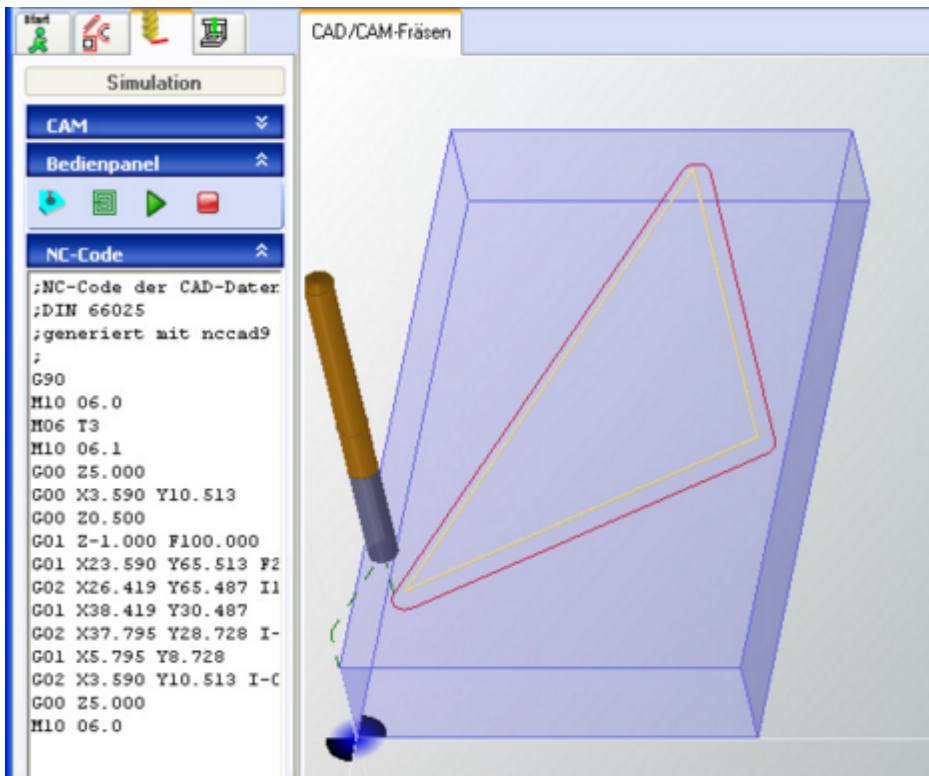 Start
CAD/CAM-Fräsen
Simulation
CAM
Bedienpanel
NC-Code
;NC-Code der CAD-Daten
;DIN 66025
;generiert mit nccad9
;
G90
M10 O6.0
M06 T3
M10 O6.1
G00 Z5.000
G00 X3.590 Y10.513
G00 Z0.500
G01 Z-1.000 F100.000
G01 X23.590 Y65.513 F2
G02 X26.419 Y65.487 I1
G01 X38.419 Y30.487
G02 X37.795 Y28.728 I-
G01 X5.795 Y8.728
G02 X3.590 Y10.513 I-0
G00 Z5.000
M10 O6.0